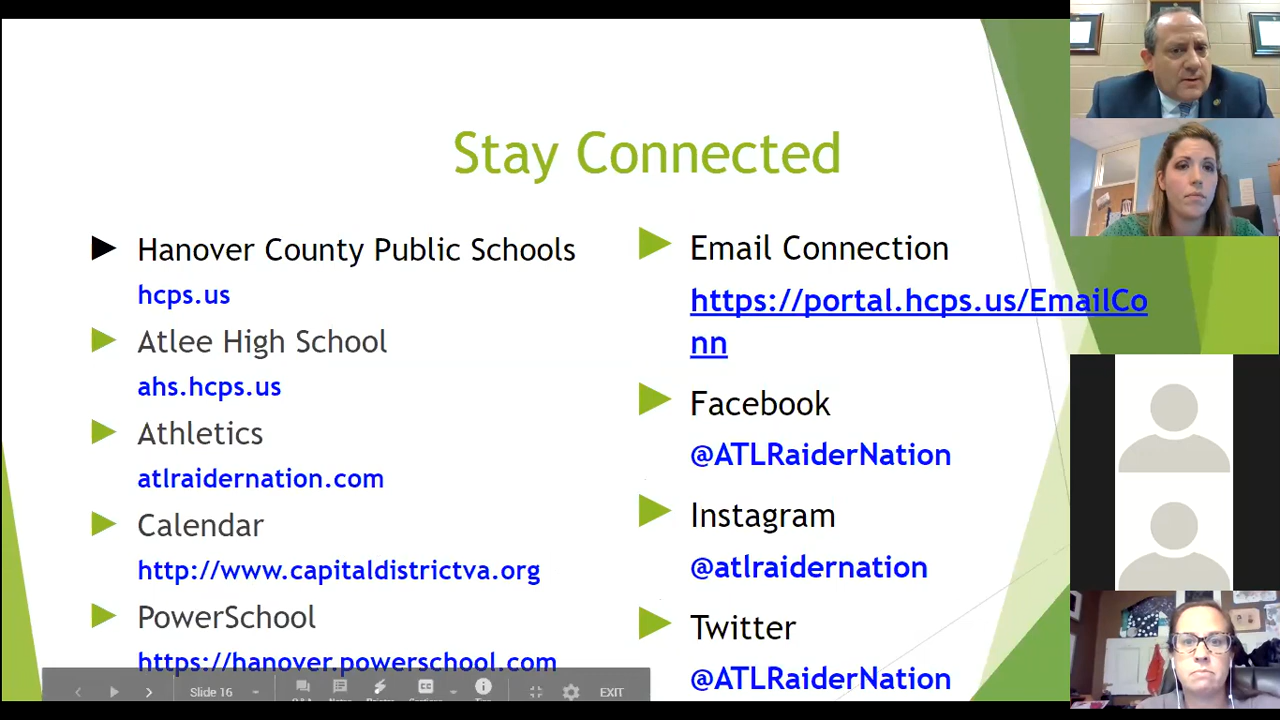 Stay Connected
Hanover County Public Schools
hcps.us
Atlee High School
ahs.hcps.us
Athletics
atlraidernation.com
Calendar
http://www.capitaldistrictva.org
PowerSchool
https://hanover.powerschool.com
Email Connection
https://portal.hcps.us/EmailCo
nn
Facebook
@ATLRaiderNation
Instagram
@atlraidernation
Twitter
@ATLRaiderNation
Slide 16
EXIT